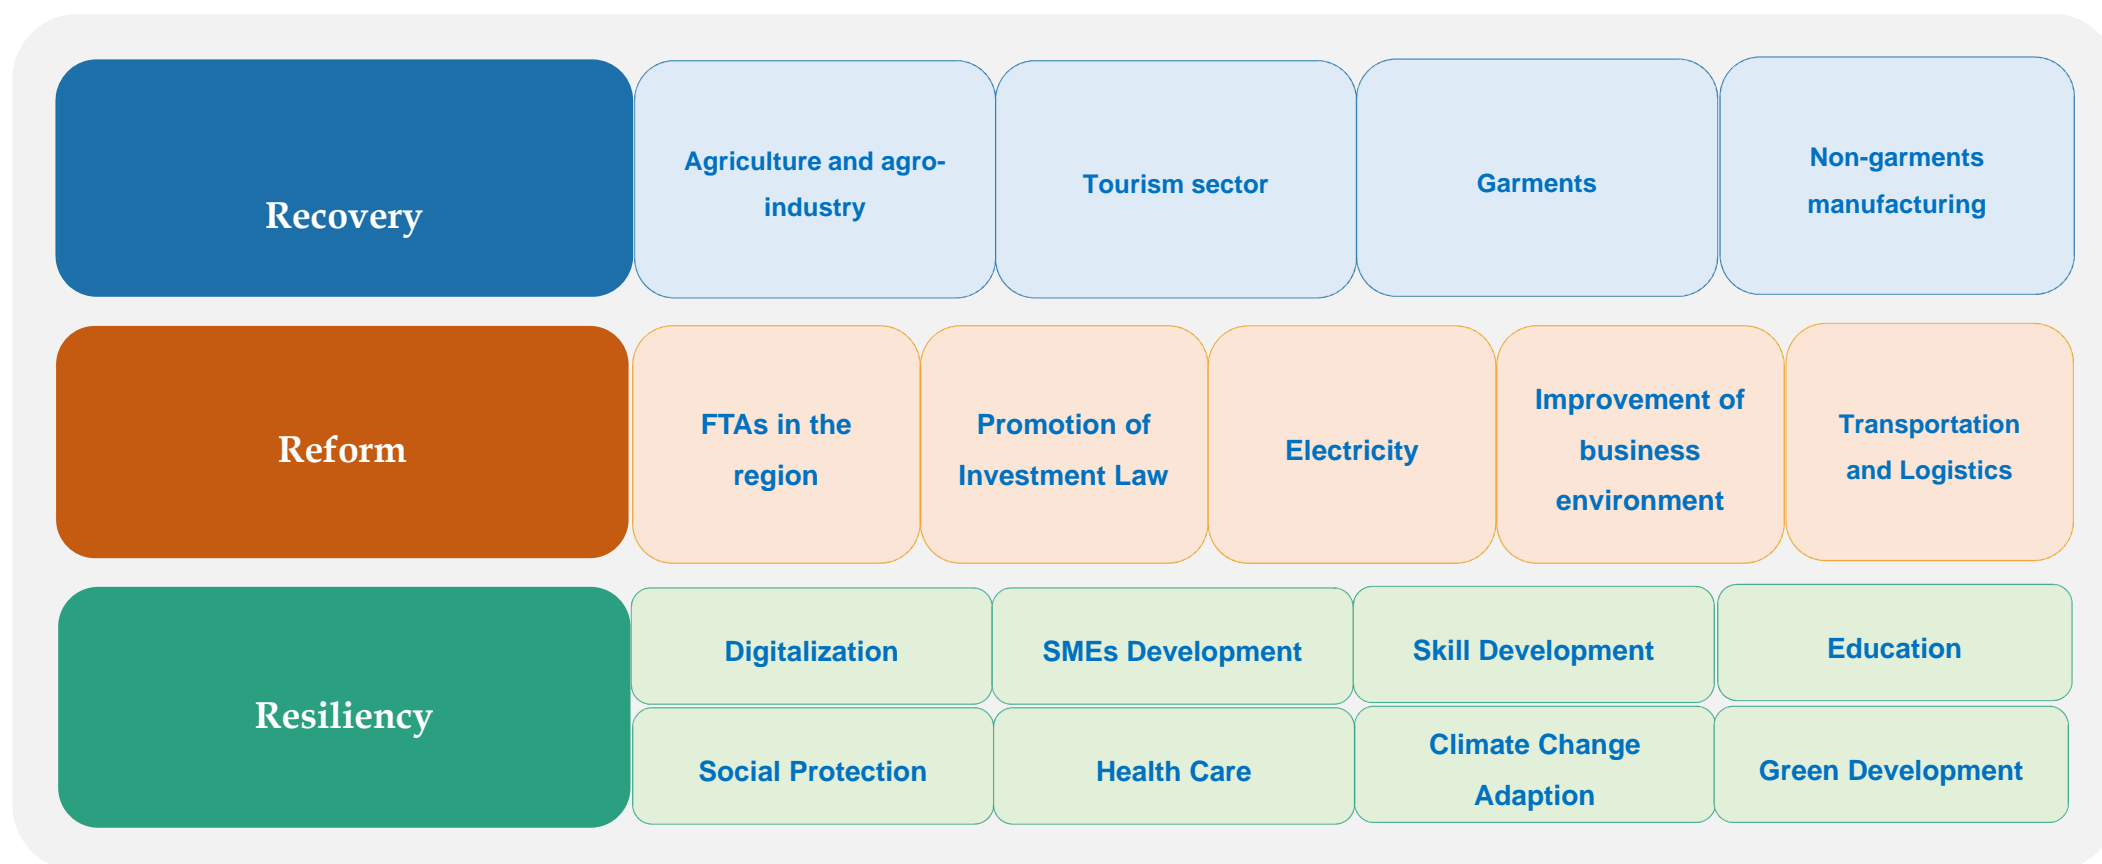 Recovery
Agriculture and agro-
industry
Tourism sector
Garments
Non-garments
manufacturing
Reform
FTAs in the
region
Promotion of
Investment Law
Electricity
Improvement of
business
environment
Transportation
and Logistics
Resiliency
Digitalization
SMEs Development
Skill Development
Education
Social Protection
Health Care
Climate Change
Adaption
Green Development